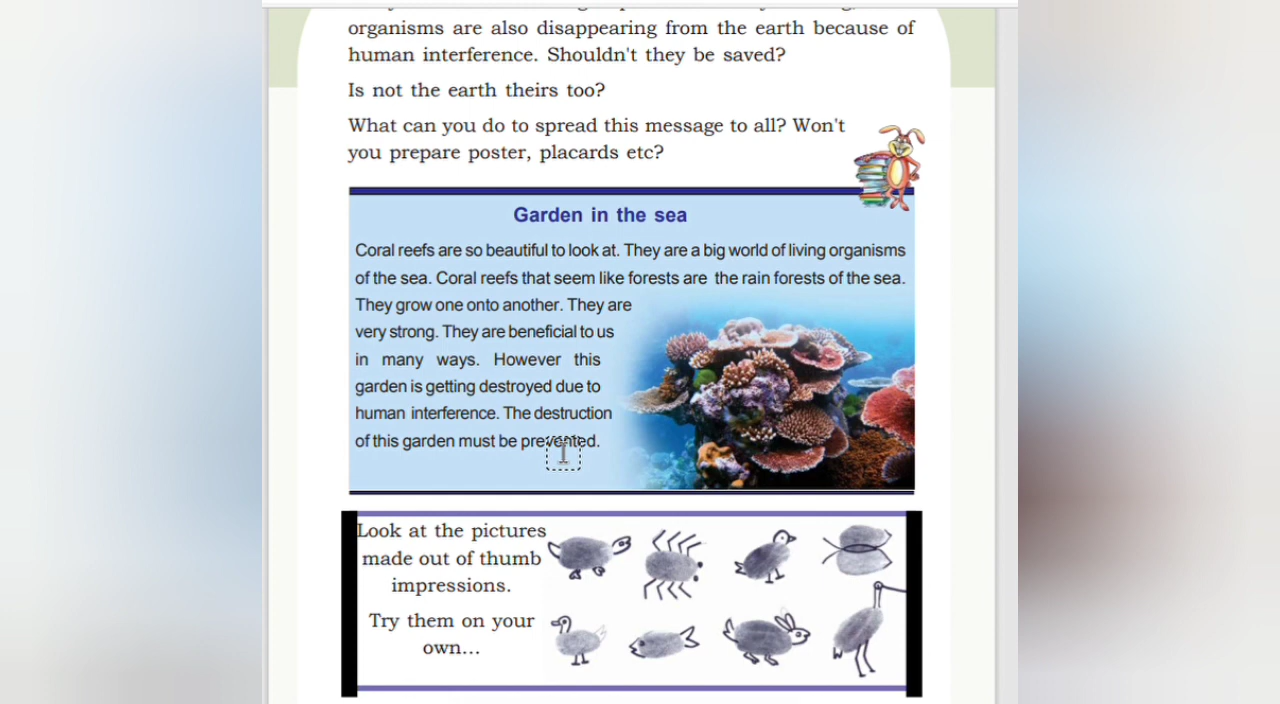 organisms are also disappearing from the earth because of
human interference. Shouldn't they be saved?
Is not the earth theirs too?
What can you do to spread this message to all? Won't
you prepare poster, placards etc?
Garden in the sea
Coral reefs are so beautiful to look at. They are a big world of living organisms
of the sea. Coral reefs that seem like forests are the rain forests of the sea.
They grow one onto another. They are
very strong. They are beneficial to us
in many ways. However this
garden is getting destroyed due to
human interference. The destruction
of this garden must be prevented.
Look at the pictures
made out of thumb
impressions.
Try them on your
own...